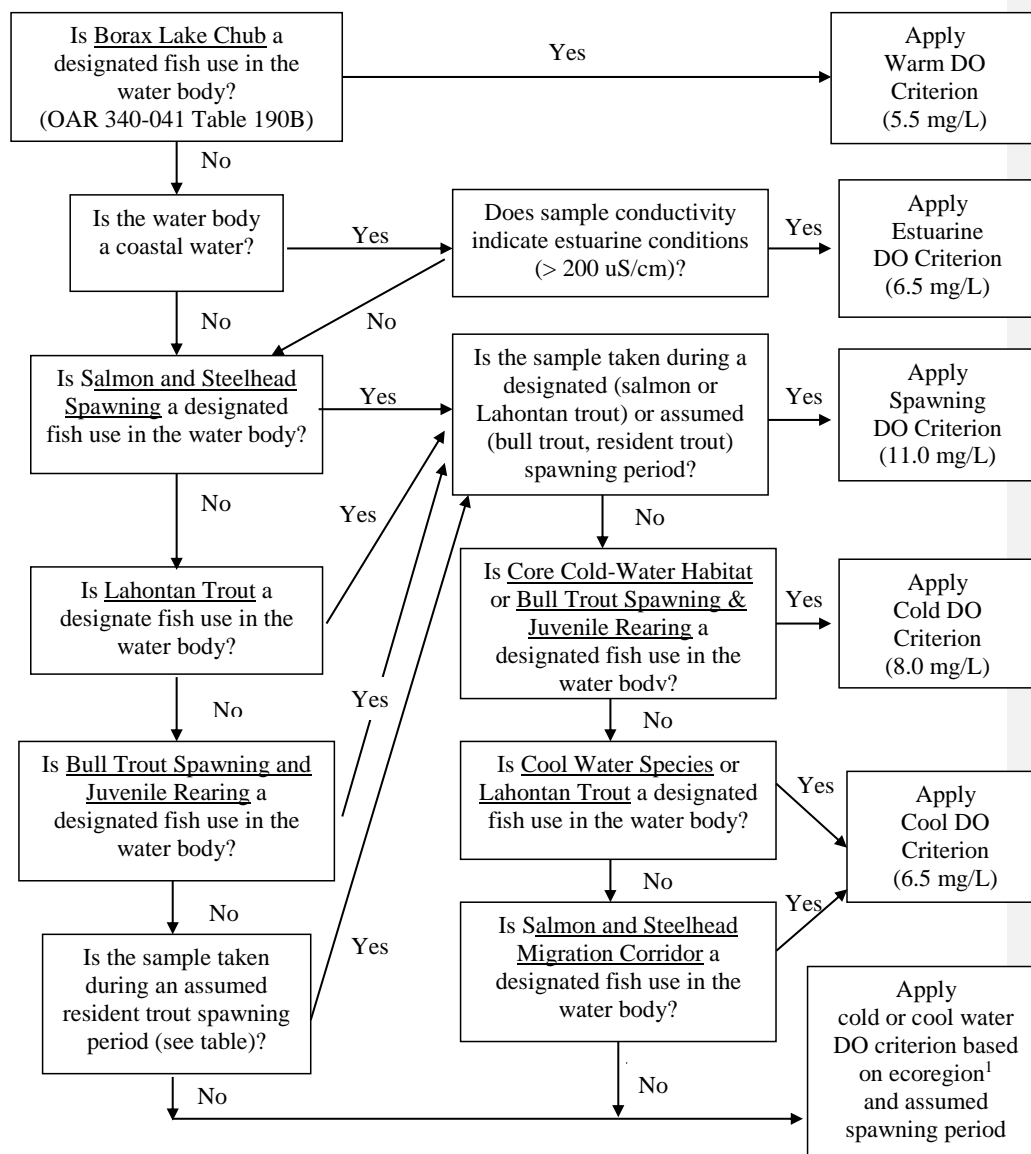 Is Borax Lake Chub a
designated fish use in the
water body?
(OAR 340-041 Table 190B)
Yes
Apply
Warm DO
Criterion
(5.5 mg/L)
No
Is the water body
a coastal water?
Yes
Does sample conductivity
indicate estuarine conditions
(> 200 uS/cm)?
Yes
Apply
Estuarine
DO Criterion
(6.5 mg/L)
No
No
Is Salmon and Steelhead
Spawning a designated
fish use in the water body?
Yes
Is the sample taken during a
designated (salmon or
Lahontan trout) or assumed
(bull trout, resident trout)
spawning period?
Yes
Apply
Spawning
DO Criterion
(11.0 mg/L)
No
Yes
No
Is Lahontan Trout a
designate fish use in the
water body?
Is Core Cold-Water Habitat
or Bull Trout Spawning &
Juvenile Rearing a
designated fish use in the
water body?
Yes
Apply
Cold DO
Criterion
(8.0 mg/L)
No
Yes
No
Is Bull Trout Spawning and
Juvenile Rearing a
designated fish use in the
water body?
Is Cool Water Species or
Lahontan Trout a designated
fish use in the water body?
Yes
Apply
Cool DO
Criterion
(6.5 mg/L)
No
No
Yes
Yes
Is the sample taken
during an assumed
resident trout spawning
period (see table)?
Is Salmon and Steelhead
Migration Corridor a
designated fish use in the
water body?
Apply
cold or cool water
DO criterion based
on ecoregion¹
and assumed
spawning period
No
No